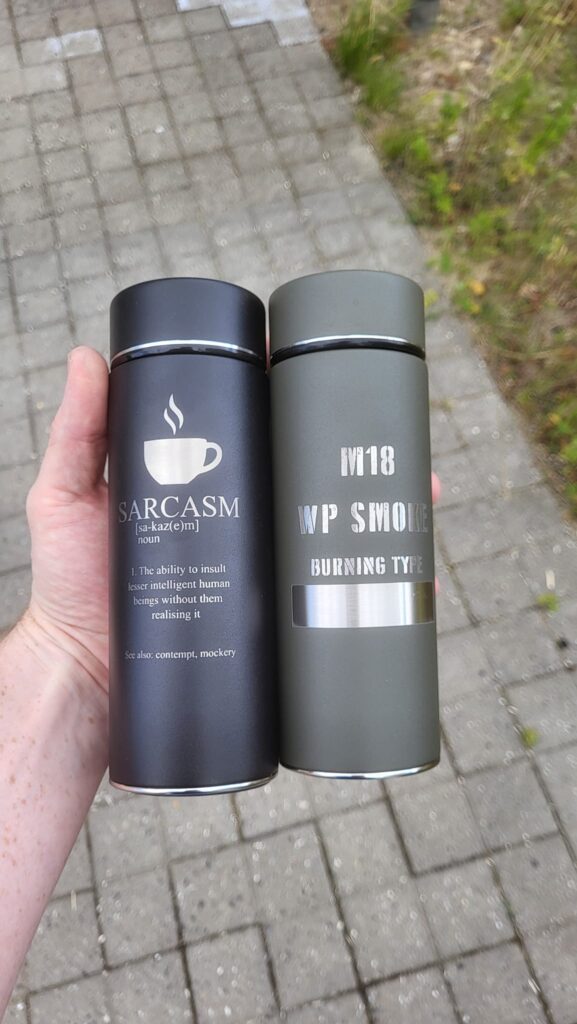 SARCASM
[sa-kaz(e)m]
noun
1. The ability to insult
lesser intelligent human
beings without them
realising it
See also: contempt, mockery
M18
WP SMOKE
BURNING TYPE